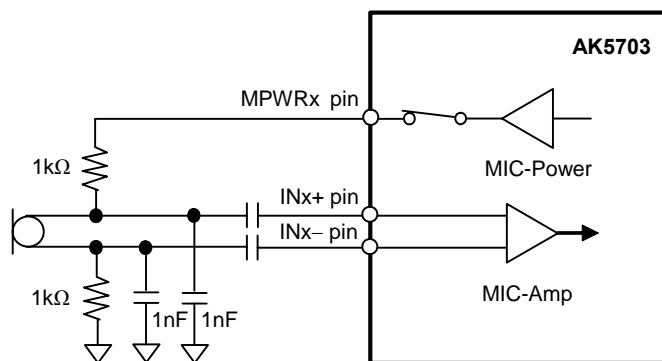 AK5703
MPWRx pin
MIC-Power
1kΩ
INx+ pin
INx− pin
MIC-Amp
1kΩ
1nF
1nF